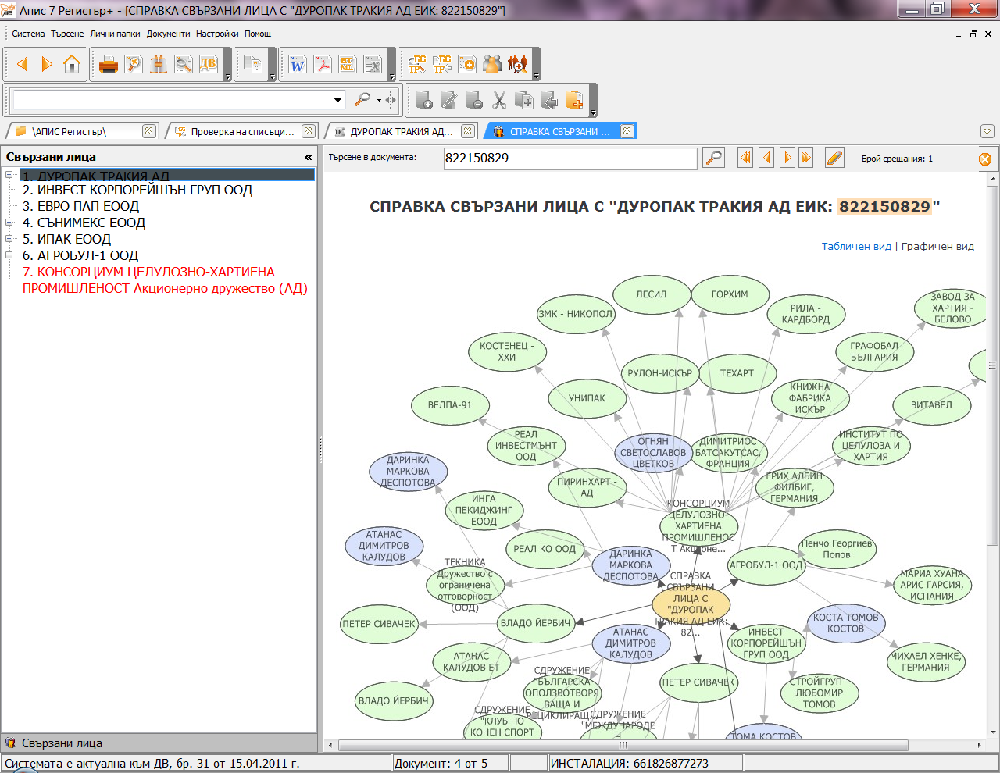 Апис 7 Регистър+ - [СПРАВКА СВЪРЗАНИ ЛИЦА С "ДУРОПАК ТРАКИЯ АД ЕИК: 822150829"]
Система Търсене Лични папки Документи Настройки Помощ
\АПИС Регистър\
Проверка на списъци...
ДУРОПАК ТРАКИЯ АД...
СПРАВКА СВЪРЗАНИ ...
Свързани лица
Търсене в документа:
822150829
Брой срещания: 1
1. ДУРОПАК ТРАКИЯ АД
2. ИНВЕСТ КОРПОРЕЙШЪН ГРУП ООД
3. ЕВРО ПАП ЕООД
4. СЪНИМЕКС ЕООД
5. ИПАК ЕООД
6. АГРОБУЛ-1 ООД
7. КОНСОРЦИУМ ЦЕЛУЛОЗНО-ХАРТИЕНА
ПРОМИШЛЕНОСТ Акционерно дружество (АД)
СПРАВКА СВЪРЗАНИ ЛИЦА С "ДУРОПАК ТРАКИЯ АД ЕИК: 822150829"
Табличен вид | Графичен вид
ЛЕСИЛ
ГОРХИМ
ЗАВОД ЗА
ХАРТИЯ -
БЕЛОВО
ЗМК - НИКОПОЛ
РИЛА -
КАРДБОРД
КОСТЕНЕЦ -
ХХИ
ГРАФОБАЛ
БЪЛГАРИЯ
РУЛОН-ИСКЪР
ТЕХАРТ
ВЕЛПА-91
УНИПАК
КНИЖНА
ФАБРИКА
ИСКЪР
ВИТАВЕЛ
РЕАЛ
ИНВЕСТМЪНТ
ООД
ОГНЯН
СВЕТОСЛАВОВ
ЦВЕТКОВ
ДИМИТРИОС
БАТСАКУТСАС,
ФРАНЦИЯ
ИНСТИТУТ ПО
ЦЕЛУЛОЗА И
ХАРТИЯ
ДАРИНКА
МАРКОВА
ДЕСПОТОВА
ПИРИНХАРТ -
АД
ЕРИХ АЛБИН
ФИЛБИГ,
ГЕРМАНИЯ
ИНГА
ПЕКИДЖИНГ
ЕООД
КОНСОРЦИУМ
ЦЕЛУЛОЗНО-
ХАРТИЕНА
ПРОМИШЛЕНОС
Т Акционе...
АТАНАС
ДИМИТРОВ
КАЛУДОВ
РЕАЛ КО ООД
ДАРИНКА
МАРКОВА
ДЕСПОТОВА
АГРОБУЛ-1 ООД
Пенчо Георгиев
Попов
ТЕКНИКА
Дружество с
ограничена
отговорност
(ООД)
МАРИА ХУАНА
АРИС ГАРСИЯ,
ИСПАНИЯ
СПРАВКА
СВЪРЗАНИ
ЛИЦА С
"ДУРОПАК
ТРАКИЯ АД ЕИК:
82...
ПЕТЕР СИВАЧЕК
ВЛАДО ЙЕРБИЧ
КОСТА ТОМОВ
КОСТОВ
АТАНАС
ДИМИТРОВ
КАЛУДОВ
ИНВЕСТ
КОРПОРЕЙШЪН
ГРУП ООД
АТАНАС
КАЛУДОВ ЕТ
МИХАЕЛ ХЕНКЕ,
ГЕРМАНИЯ
СДРУЖЕНИЕ
"БЪЛГАРСКА
ОПОЛЗВОТВОРЯ
ВАЩА И
РЕЦИКЛИРАЩ...
ПЕТЕР СИВАЧЕК
СТРОЙГРУП -
ЛЮБОМИР
ТОМОВ
ВЛАДО ЙЕРБИЧ
СДРУЖЕНИЕ
"КЛУБ ПО
КОНЕН СПОРТ
СДРУЖЕНИЕ
"МЕЖДУНАРОДЕ
Н
ТОМА КОСТОВ
Свързани лица
Системата е актуална към ДВ, бр. 31 от 15.04.2011 г.
Документ: 4 от 5
ИНСТАЛАЦИЯ: 661826877273